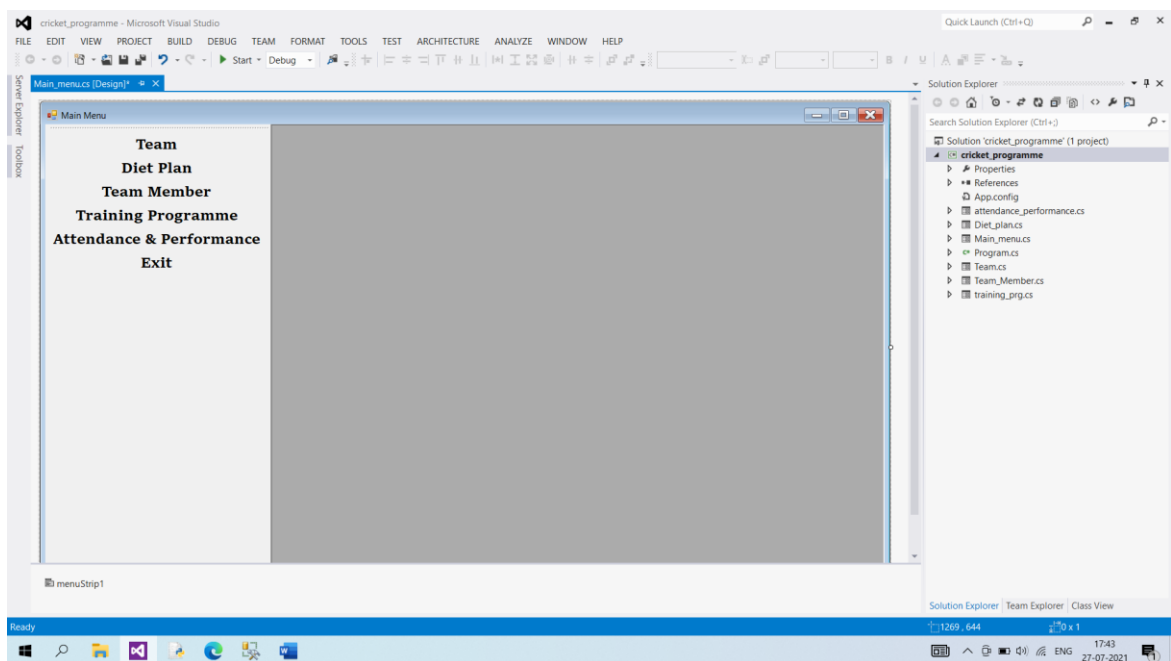 cricket_programme - Microsoft Visual Studio
Quick Launch (Ctrl+Q)
FILE EDIT VIEW PROJECT BUILD DEBUG TEAM FORMAT TOOLS TEST ARCHITECTURE ANALYZE WINDOW HELP
Start Debug
Server Explorer
Toolbox
Main_menu.cs [Design]*
Main Menu
Team
Diet Plan
Team Member
Training Programme
Attendance & Performance
Exit
menuStrip1
Solution Explorer
Search Solution Explorer (Ctrl+;)
Solution 'cricket_programme' (1 project)
cricket_programme
Properties
References
App.config
attendance_performance.cs
Diet_plan.cs
Main_menu.cs
Program.cs
Team.cs
Team_Member.cs
training_prg.cs
Solution Explorer Team Explorer Class View
Ready
1269 , 644 0 x 1
ENG
17:43
27-07-2021